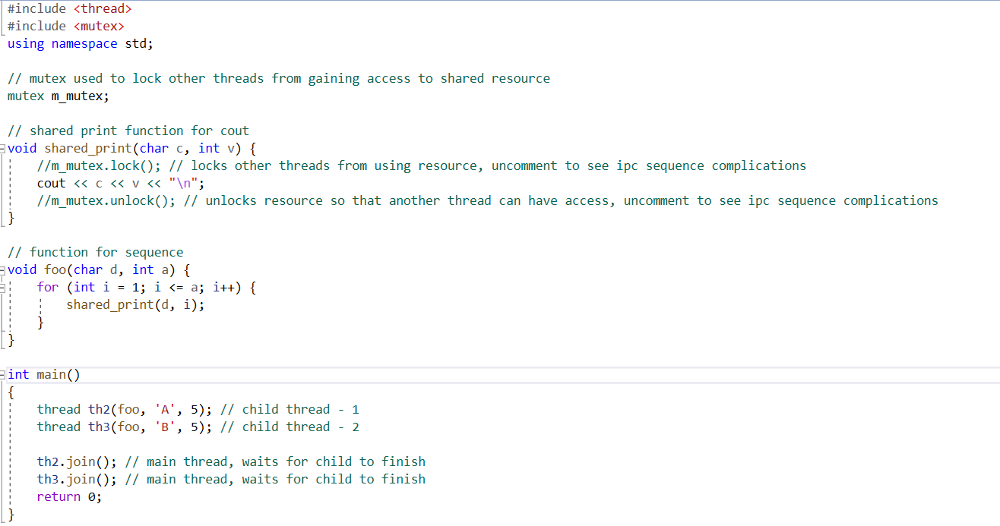 #include <thread>
#include <mutex>
using namespace std;

// mutex used to lock other threads from gaining access to shared resource
mutex m_mutex;

// shared print function for cout
void shared_print(char c, int v) {
    //m_mutex.lock(); // locks other threads from using resource, uncomment to see ipc sequence complications
    cout << c << v << "\n";
    //m_mutex.unlock(); // unlocks resource so that another thread can have access, uncomment to see ipc sequence complications
}

// function for sequence
void foo(char d, int a) {
    for (int i = 1; i <= a; i++) {
        shared_print(d, i);
    }
}

int main()
{
    thread th2(foo, 'A', 5); // child thread - 1
    thread th3(foo, 'B', 5); // child thread - 2

    th2.join(); // main thread, waits for child to finish
    th3.join(); // main thread, waits for child to finish
    return 0;
}